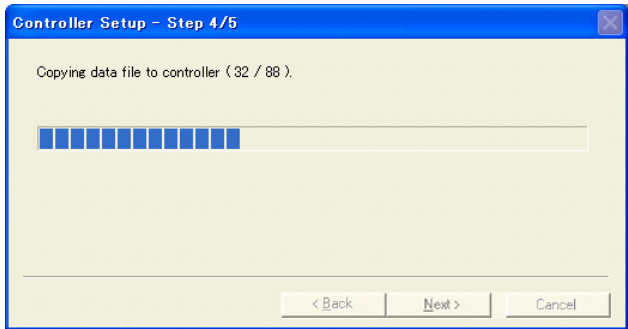 Controller Setup - Step 4/5
Copying data file to controller ( 32 / 88 ).
< Back Next > Cancel